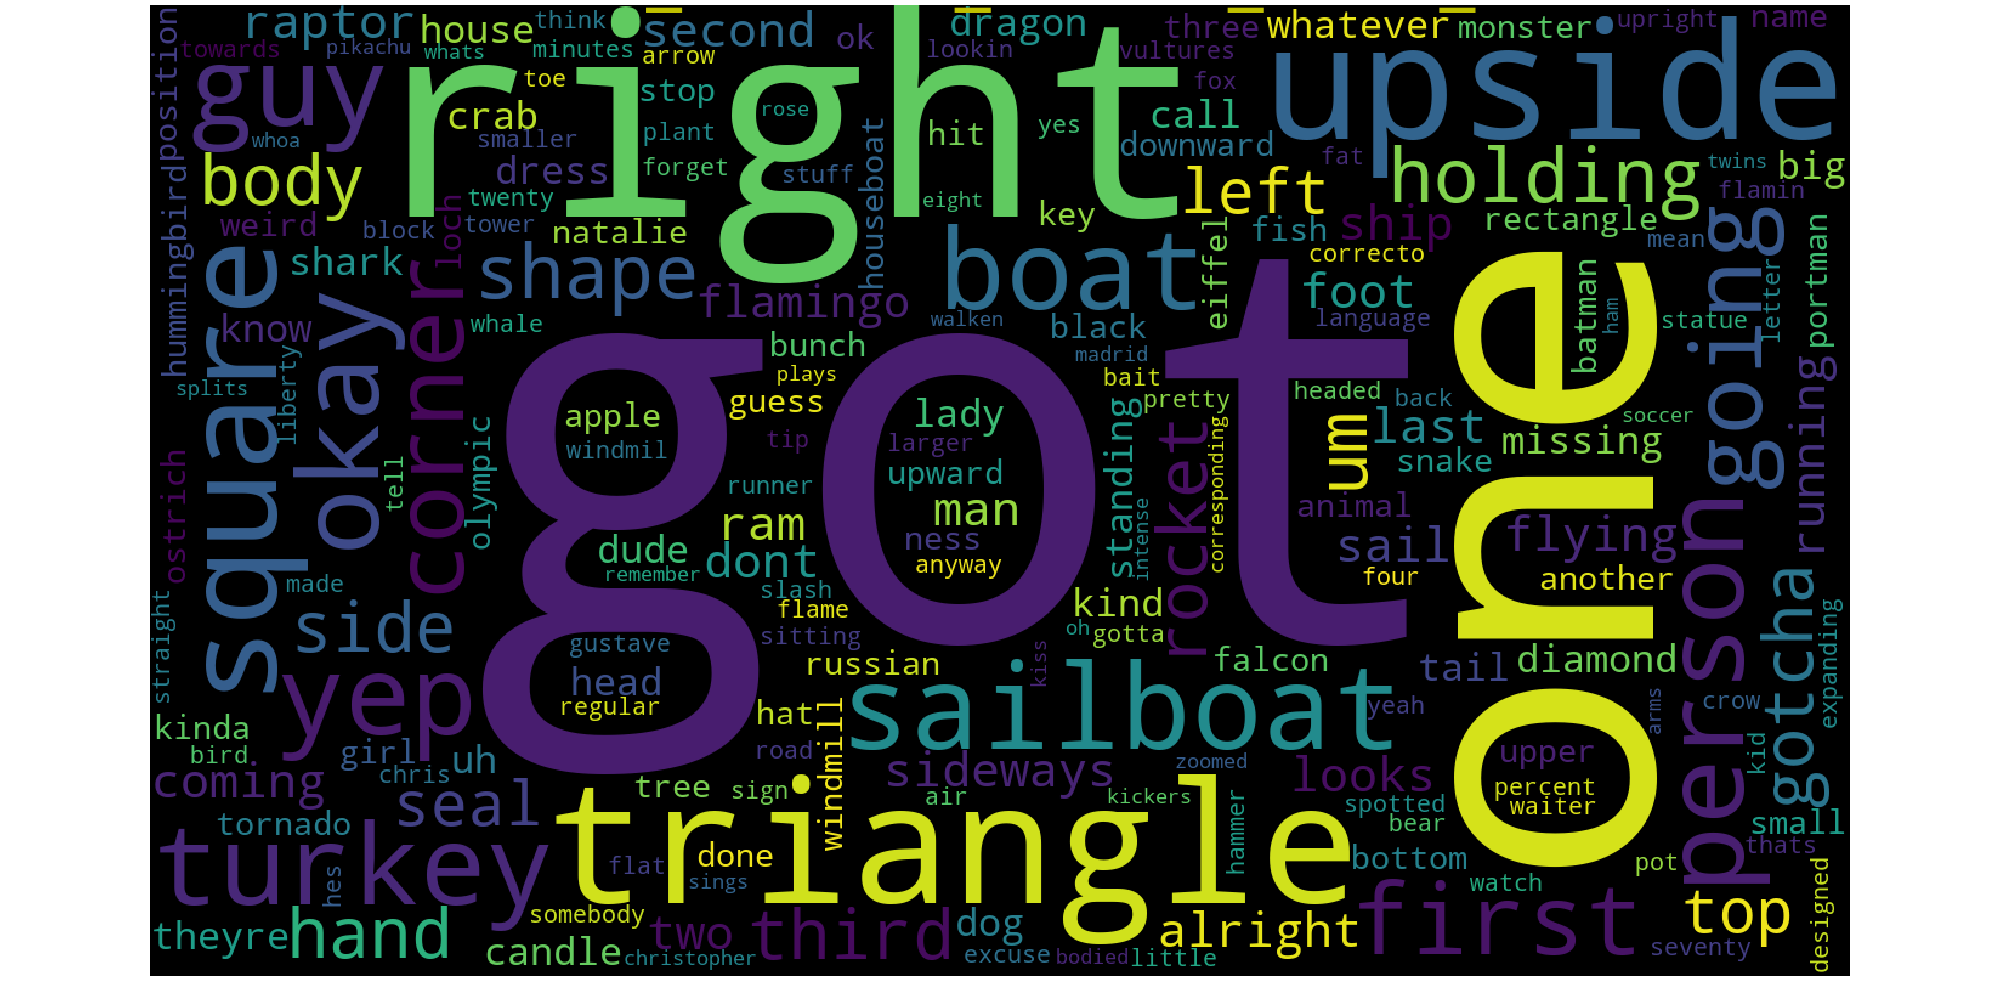 raptor
house
think
second
ok
dragon
three
whatever
monster
upright
name
towards
pikachu
whats
minutes
arrow
lookin
vultures
guy
right
upside
toe
stop
rose
fox
crab
call
position
whoa
smaller
plant
hit
yes
downward
fat
holding
twins
big
body
dress
forget
stuff
left
flamin
twenty
eight
key
ship
rectangle
weird
block
tower
natalie
houseboat
fish
mean
hummingbird
shark
corner
ioch
shape
boat
eiffel
correcto
going
portman
square
okay
flamingo
foot
batman
letter
know
whale
walken
black
language
ham
statue
liberty
bunch
madrid
splits
got
plays
bait
headed
back
one
apple
guess
lady
pretty
soccer
running
windmil
tip
larger
standing
um
last
missing
ostrich
tell
olympic
upward
rocket
corresponding
snake
runner
man
animal
ram
dude
ness
intense
sail
flying
person
remember
dont
anyway
four
another
made
slash
gotcha
straight
side
flame
kind
sitting
oh
gotta
expanding
gustave
russian
kiss
falcon
tail
diamond
yep
head
sailboat
regular
hat
yeah
arms
crow
kinda
bird
girl
uh
road
windmill
upper
kid
coming
chris
sideways
zoomed
looks
seal
tree
sign
air
kickers
percent
waiter
tornado
triangle
hammer
spotted
bear
small
turkey
done
bottom
thats
flat
sings
pot
hes
watch
hand
somebody
first
top
designed
theyre
two
third
dog
alright
candle
christopher
excuse
bodied
little
seventy